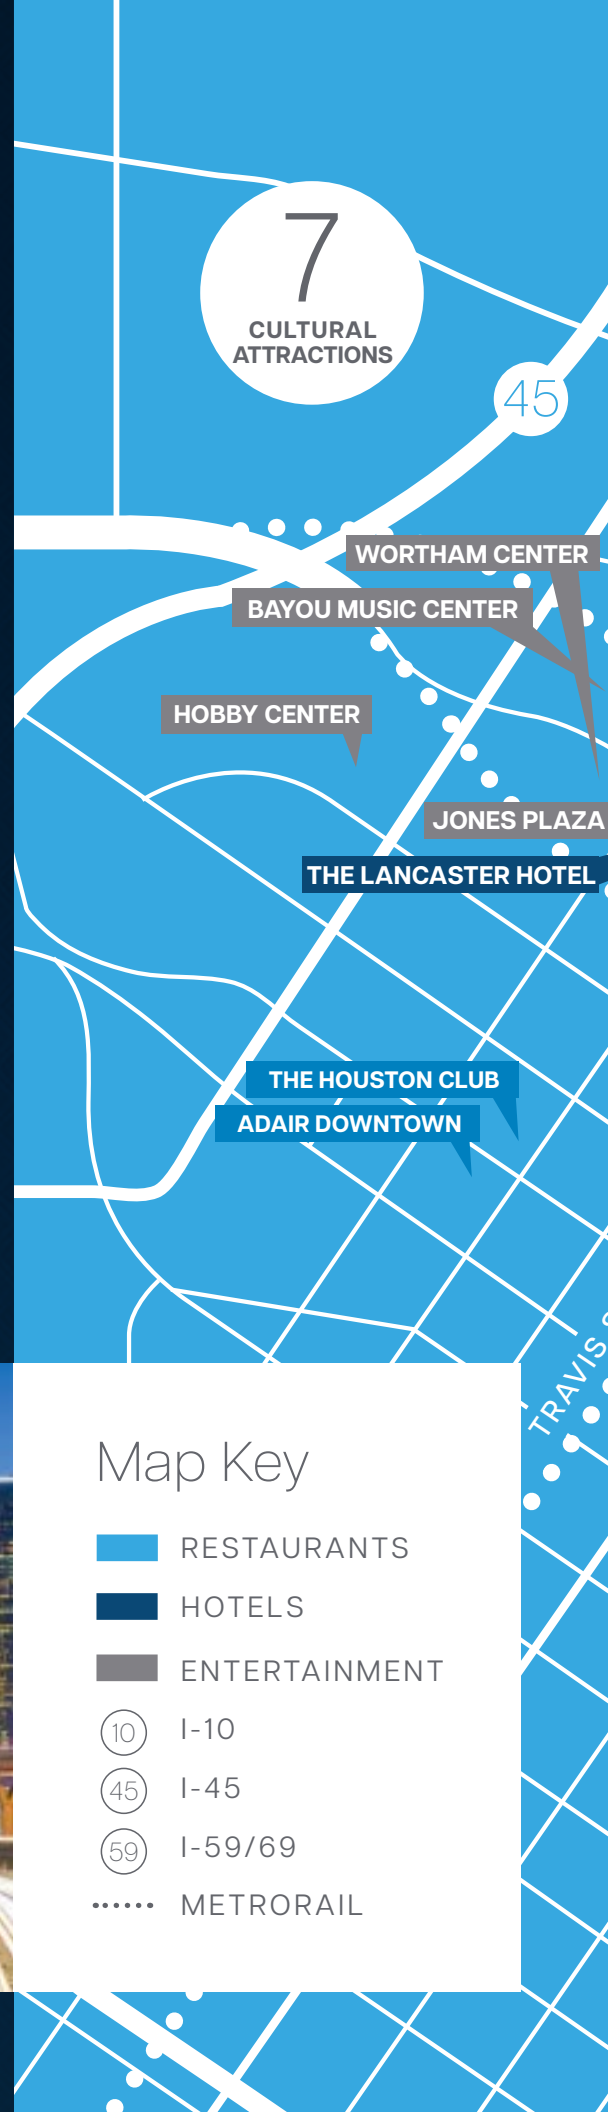 7
CULTURAL
ATTRACTIONS
45
WORTHAM CENTER
BAYOU MUSIC CENTER
HOBBY CENTER
JONES PLAZA
THE LANCASTER HOTEL
THE HOUSTON CLUB
ADAIR DOWNTOWN
TRAVIS
Map Key
RESTAURANTS
HOTELS
ENTERTAINMENT
10 I-10
45 I-45
59 I-59/69
METRORAIL